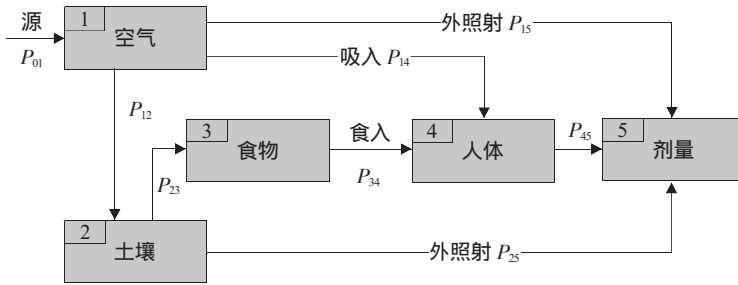 源
P₀₁
1
空气
外照射 P₁₅
吸入 P₁₄
P₁₂
3
食物
食入
P₃₄
4
人体
P₄₅
5
剂量
P₂₃
2
土壤
外照射 P₂₅